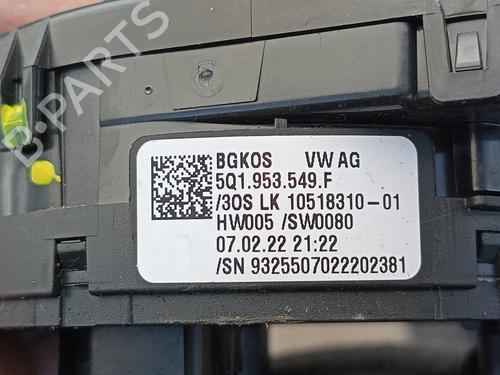 BGKOS VW AG
5Q1.953.549.F
/3OS LK 10518310-01
HW005 /SW0080
07.02.22 21:22
/SN 9325507022202381
B-PARTS